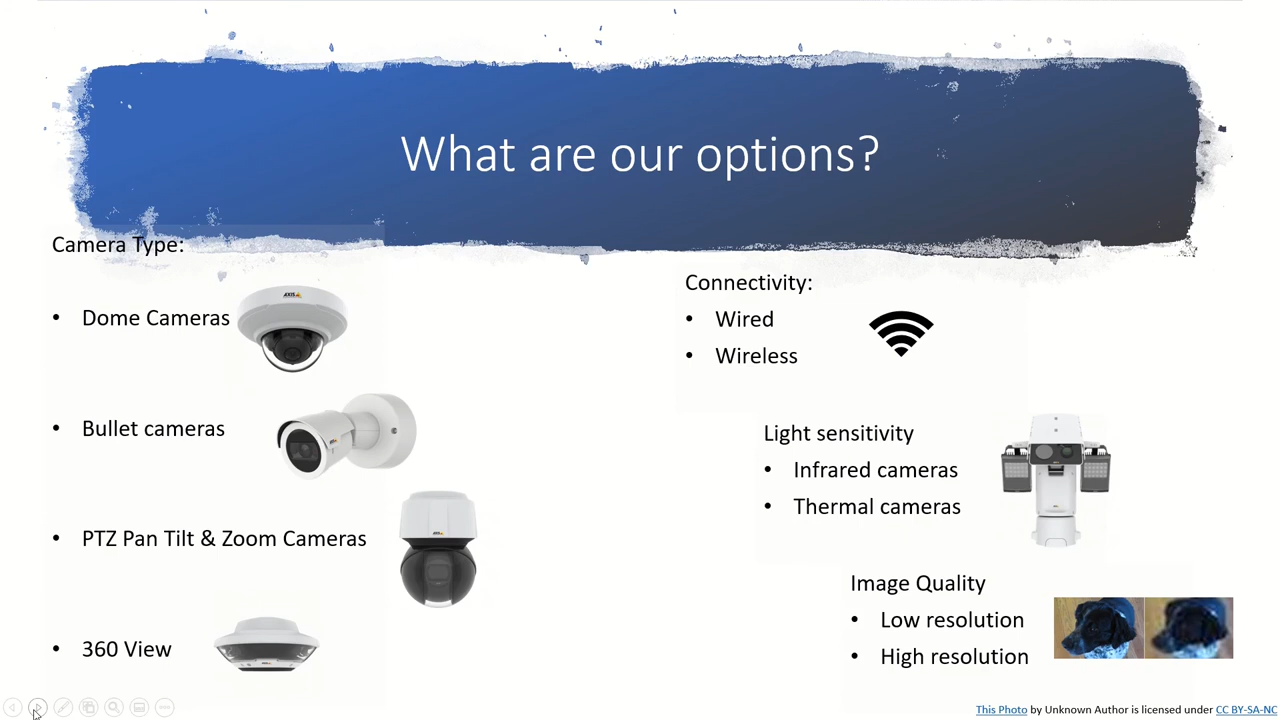 What are our options?
Camera Type:
• Dome Cameras
AXIS
• Bullet cameras
• PTZ Pan Tilt & Zoom Cameras
• 360 View
Connectivity:
• Wired
• Wireless
Light sensitivity
• Infrared cameras
• Thermal cameras
Image Quality
• Low resolution
• High resolution
This Photo by Unknown Author is licensed under CC BY-SA-NC